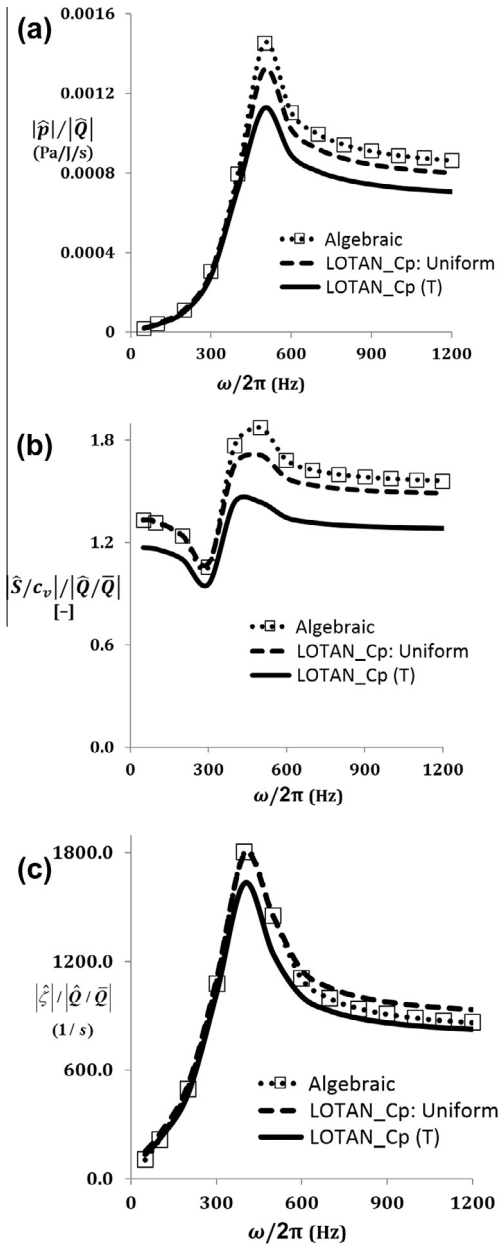 (a)
0.0016
0.0012
|p̂|/|Q̂|
(Pa/J/s)
0.0008
0.0004
0
Algebraic
LOTAN_Cp: Uniform
LOTAN_Cp (T)
0 300 600 900 1200
ω/2π (Hz)
(b)
1.8
1.2
|Ŝ/c_v|/|Q̂/Q̄|
[–]
0.6
0.0
Algebraic
LOTAN_Cp: Uniform
LOTAN_Cp (T)
0 300 600 900 1200
ω/2π (Hz)
(c)
1800.0
1200.0
|ζ̂|/|Q̂/Q̄|
(1/s)
600.0
0.0
Algebraic
LOTAN_Cp: Uniform
LOTAN_Cp (T)
0 300 600 900 1200
ω/2π (Hz)